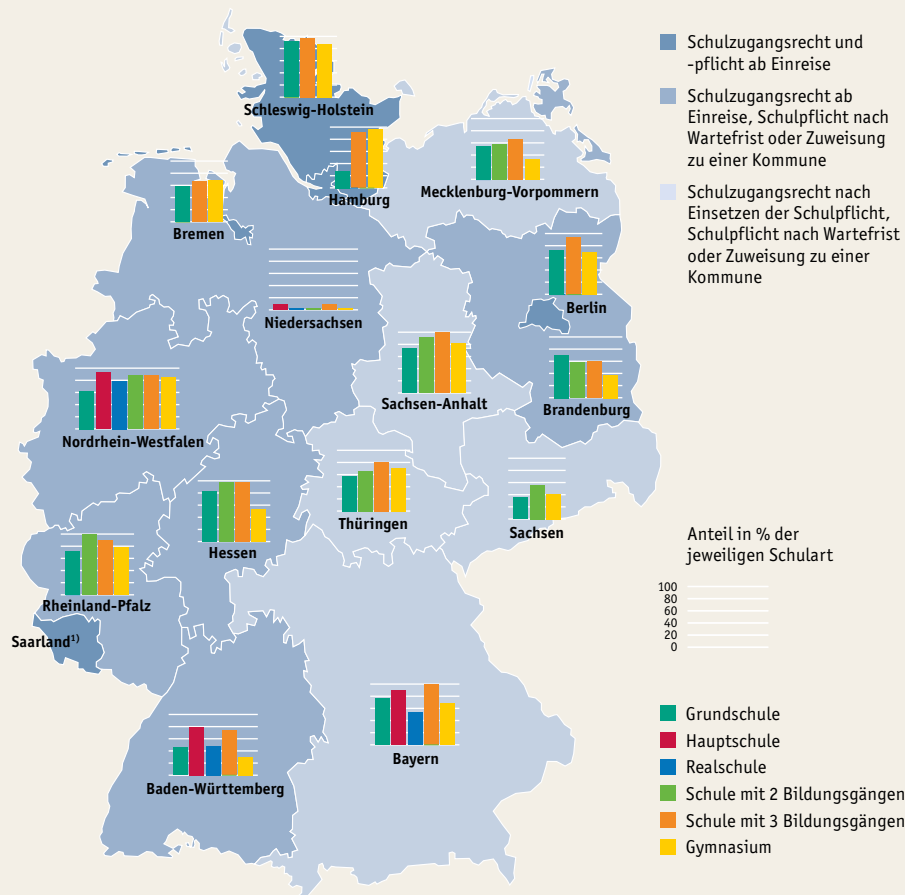 Schleswig-Holstein
Hamburg
Mecklenburg-Vorpommern
Bremen
Niedersachsen
Berlin
Sachsen-Anhalt
Brandenburg
Nordrhein-Westfalen
Hessen
Thüringen
Sachsen
Rheinland-Pfalz
Saarland¹⁾
Bayern
Baden-Württemberg
Schulzugangsrecht und
-pflicht ab Einreise
Schulzugangsrecht ab
Einreise, Schulpflicht nach
Wartefrist oder Zuweisung
zu einer Kommune
Schulzugangsrecht nach
Einsetzen der Schulpflicht,
Schulpflicht nach Wartefrist
oder Zuweisung zu einer
Kommune
Anteil in % der
jeweiligen Schulart
100
80
60
40
20
0
Grundschule
Hauptschule
Realschule
Schule mit 2 Bildungsgängen
Schule mit 3 Bildungsgängen
Gymnasium